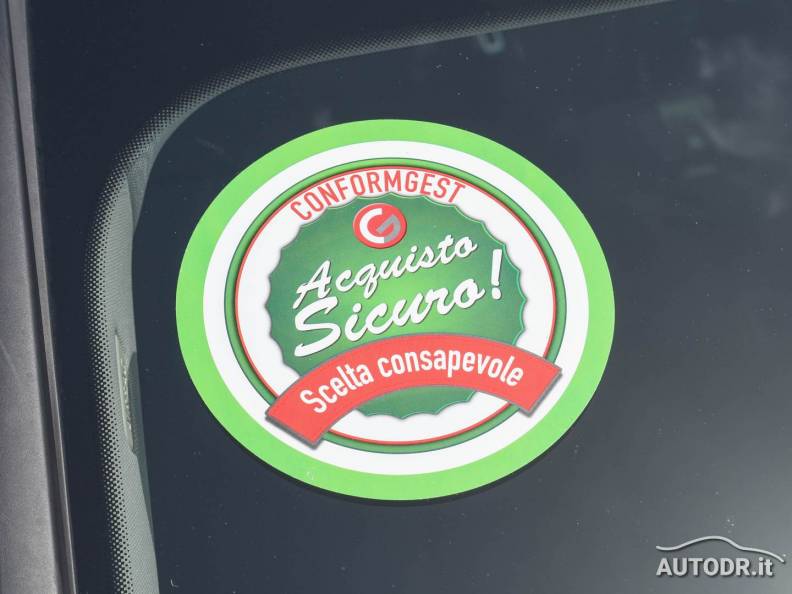 CONFORMGEST
Acquisto
Sicuro!
Scelta consapevole
AUTODR.it